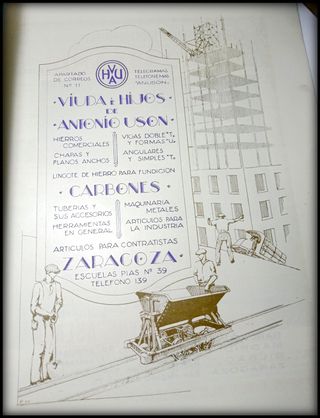 APARTADO
DE CORREOS
Nº 11
HVAU
TELEGRAMAS
TELEFONEMAS
"ANUSON"
VIUDA E HIJOS
DE
ANTONIO USON
HIERROS
COMERCIALES
CHAPAS Y
PLANOS ANCHOS
VIGAS DOBLE "T"
Y FORMAS "U"
ANGULARES
Y SIMPLES "T"
LINGOTE DE HIERRO PARA FUNDICION
CARBONES
TUBERIAS Y
SUS ACCESORIOS
HERRAMIENTAS
EN GENERAL
MAQUINARIA
METALES
ARTICULOS PARA
LA INDUSTRIA
ARTICULOS PARA CONTRATISTAS
ZARAGOZA
ESCUELAS PIAS Nº 39
TELEFONO 139